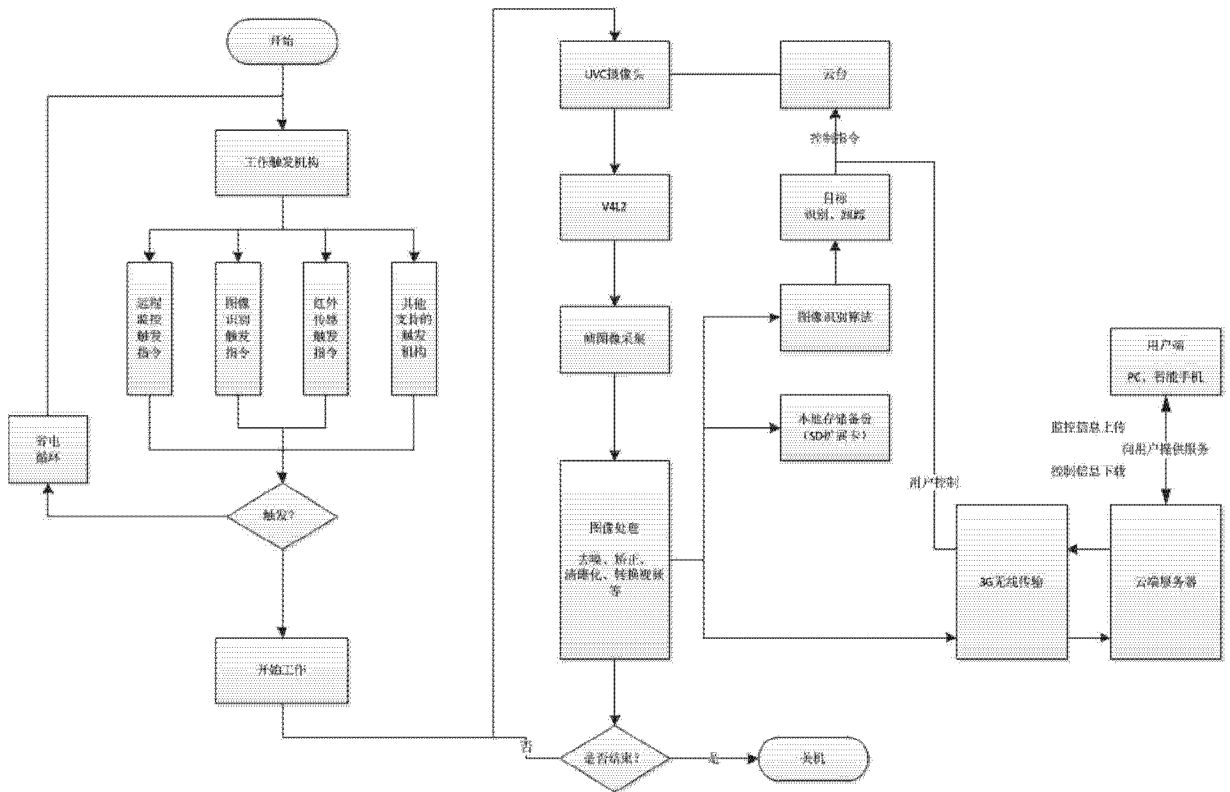 开始
工作触发机构
远程
监控
触发
指令
图像
识别
触发
指令
红外
传感
触发
指令
其他
支持的
触发
机构
省电
循环
触发?
开始工作
UVC摄像头
V4L2
帧图像采集
图像处理
去噪、矫正、
清晰化、转换视频
等
是否结束?
否
是
关机
云台
控制指令
目标
识别、跟踪
图像识别算法
本地存储备份
(SD扩展卡)
用户控制
3G无线传输
云端服务器
监控信息上传
向用户提供服务
控制信息下载
用户端
PC、智能手机